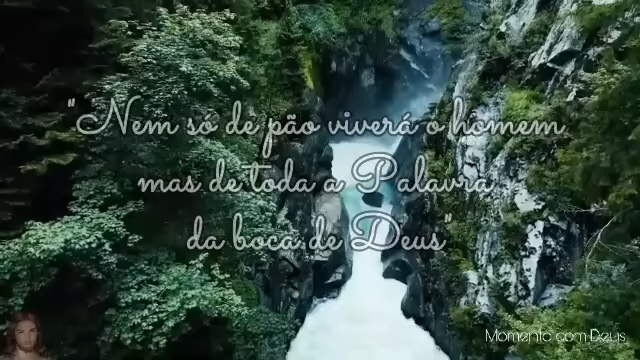 "Nem só de pão viverá o homem
mas de toda a Palavra
da boca de Deus"
Momento com Deus